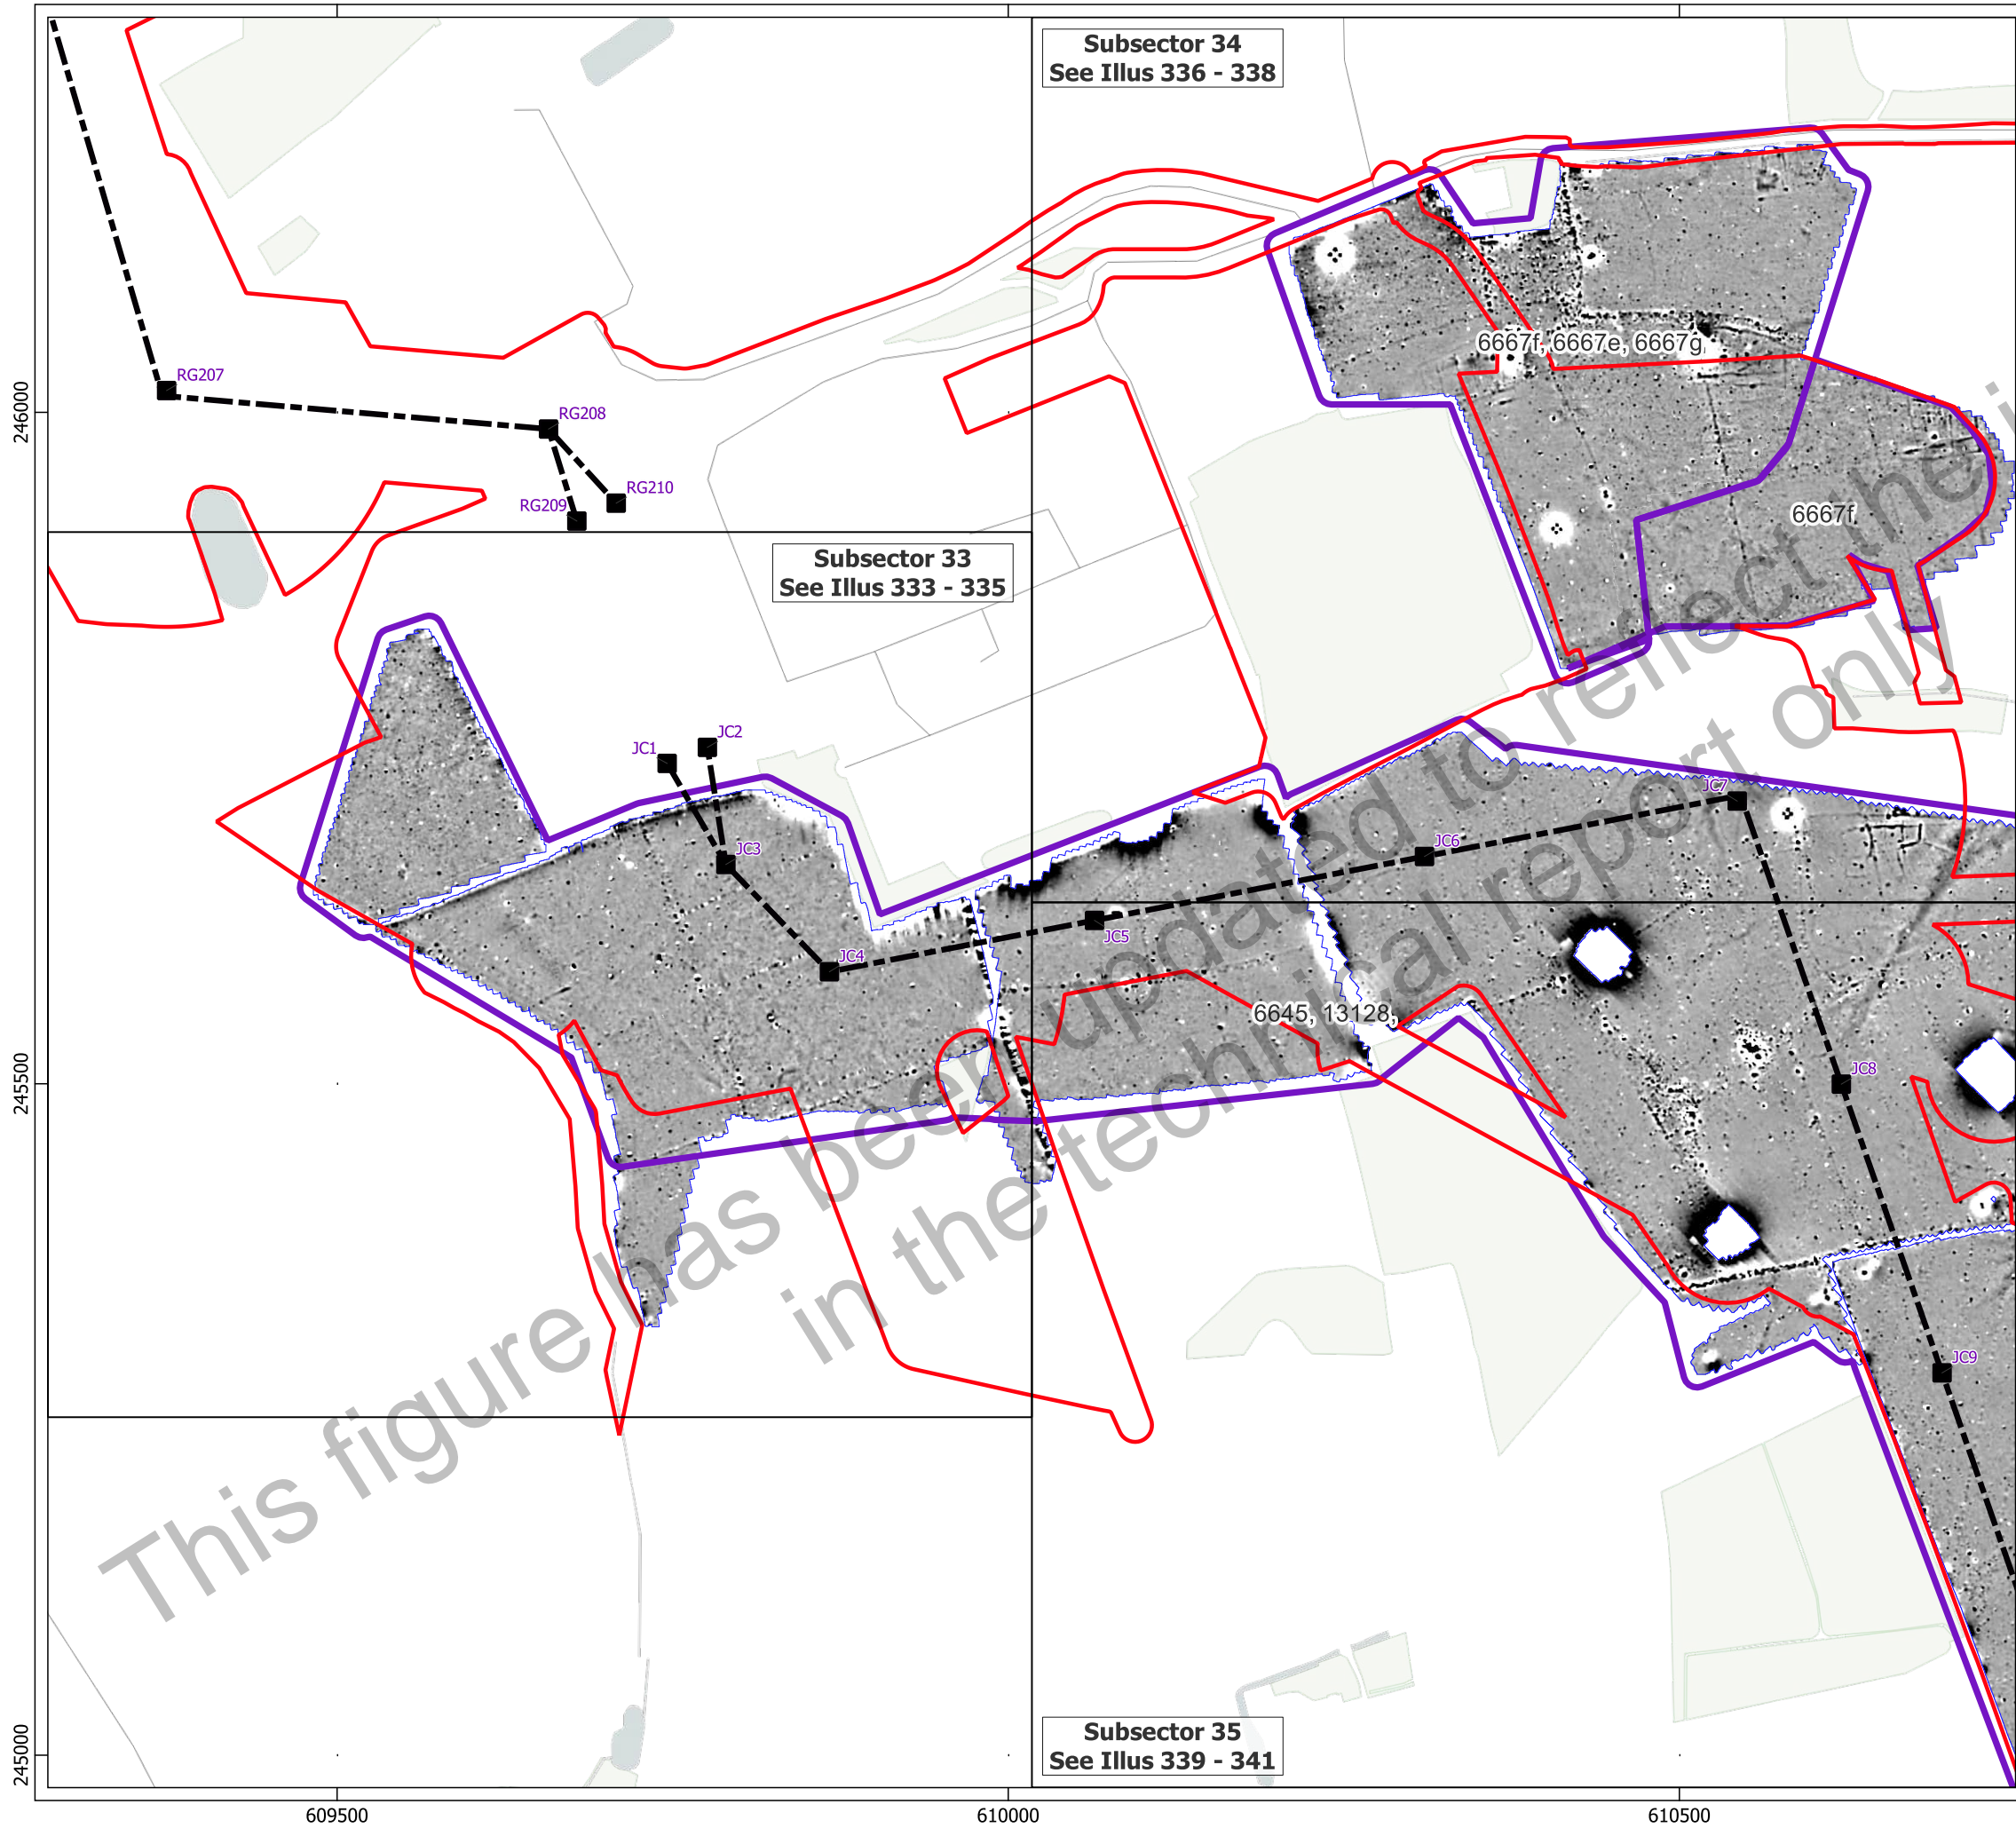 Subsector 34
See Illus 336 - 338
RG207
RG208
RG210
RG209
6667f, 6667e, 6667g
6667f
Subsector 33
See Illus 333 - 335
JC1
JC2
JC3
JC4
JC5
JC6
JC7
JC8
JC9
6645, 13128,
This figure has been updated to reflect the i
in the technical report only
Subsector 35
See Illus 339 - 341
246000
245500
245000
609500
610000
610500